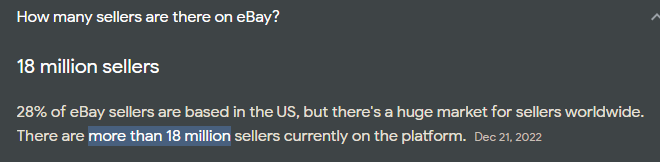 How many sellers are there on eBay?
18 million sellers
28% of eBay sellers are based in the US, but there's a huge market for sellers worldwide.
There are more than 18 million sellers currently on the platform. Dec 21, 2022